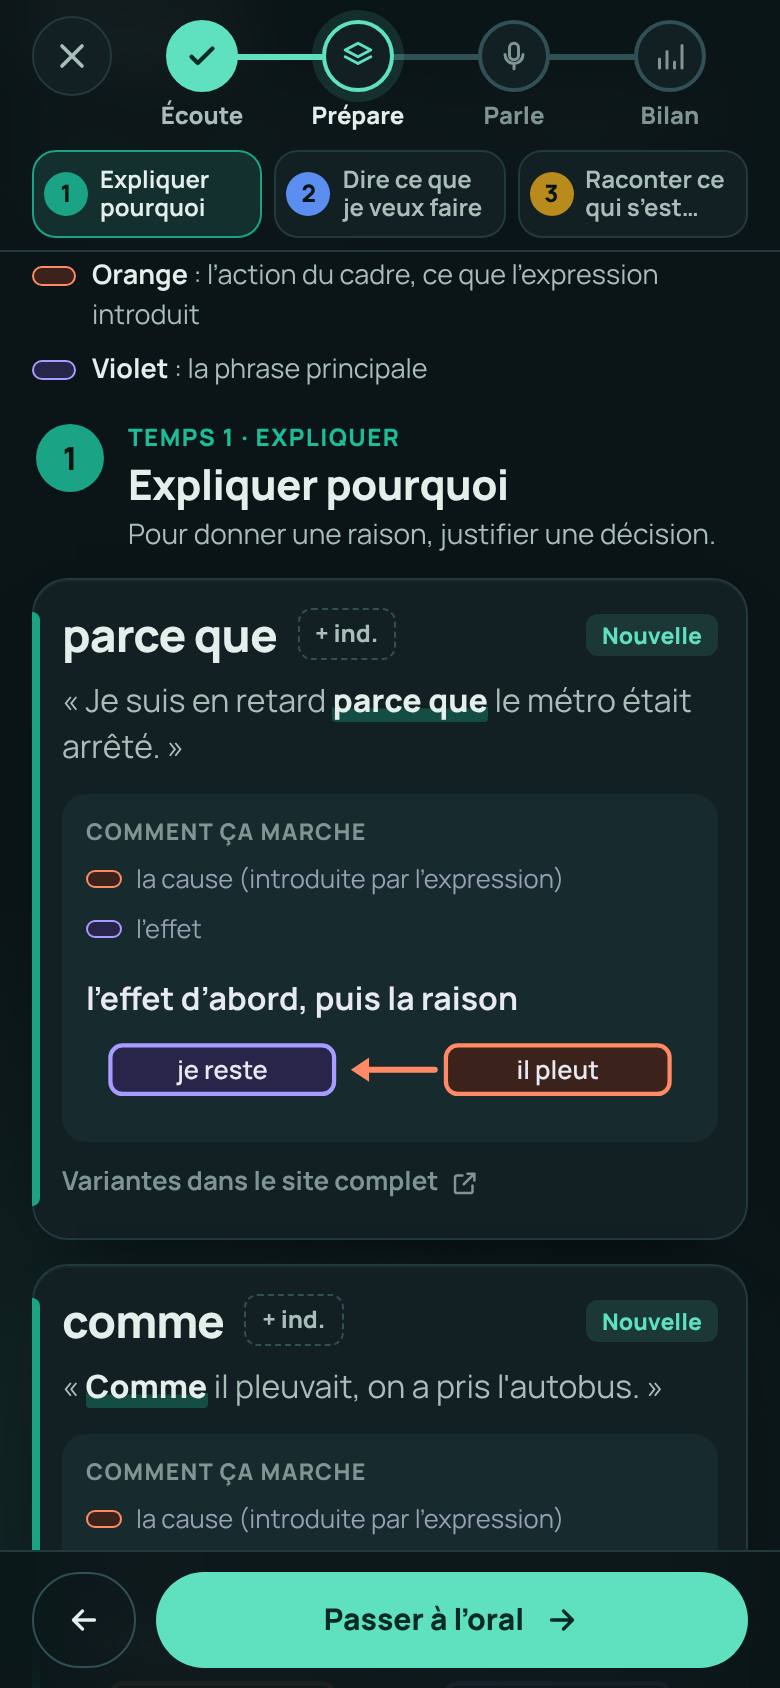 Écoute
Prépare
Parle
Bilan
1 Expliquer
pourquoi
2 Dire ce que
je veux faire
3 Raconter ce
qui s’est…
Orange : l’action du cadre, ce que l’expression
introduit
Violet : la phrase principale
1
TEMPS 1 · EXPLIQUER
Expliquer pourquoi
Pour donner une raison, justifier une décision.
parce que + ind. Nouvelle
« Je suis en retard parce que le métro était
arrêté. »
COMMENT ÇA MARCHE
la cause (introduite par l’expression)
l’effet
l’effet d’abord, puis la raison
je reste il pleut
Variantes dans le site complet
comme + ind. Nouvelle
« Comme il pleuvait, on a pris l'autobus. »
COMMENT ÇA MARCHE
la cause (introduite par l’expression)
Passer à l’oral